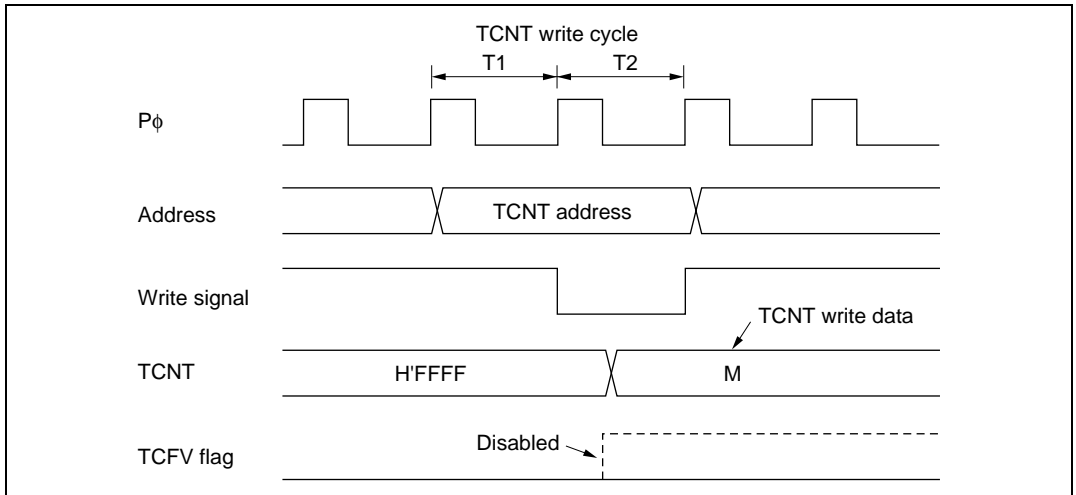 TCNT write cycle
T1 T2
Pϕ
Address TCNT address
Write signal
TCNT write data
TCNT H'FFFF M
Disabled
TCFV flag